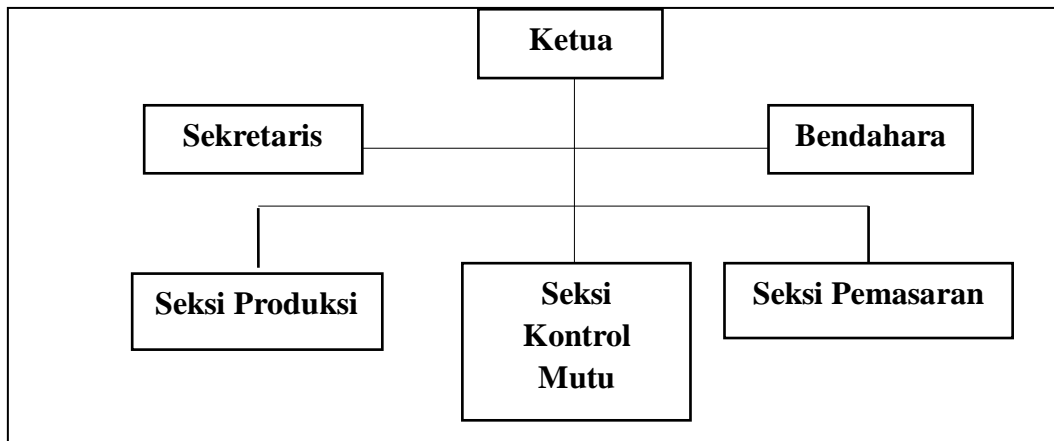 Ketua
Sekretaris
Bendahara
Seksi Produksi
Seksi
Kontrol
Mutu
Seksi Pemasaran